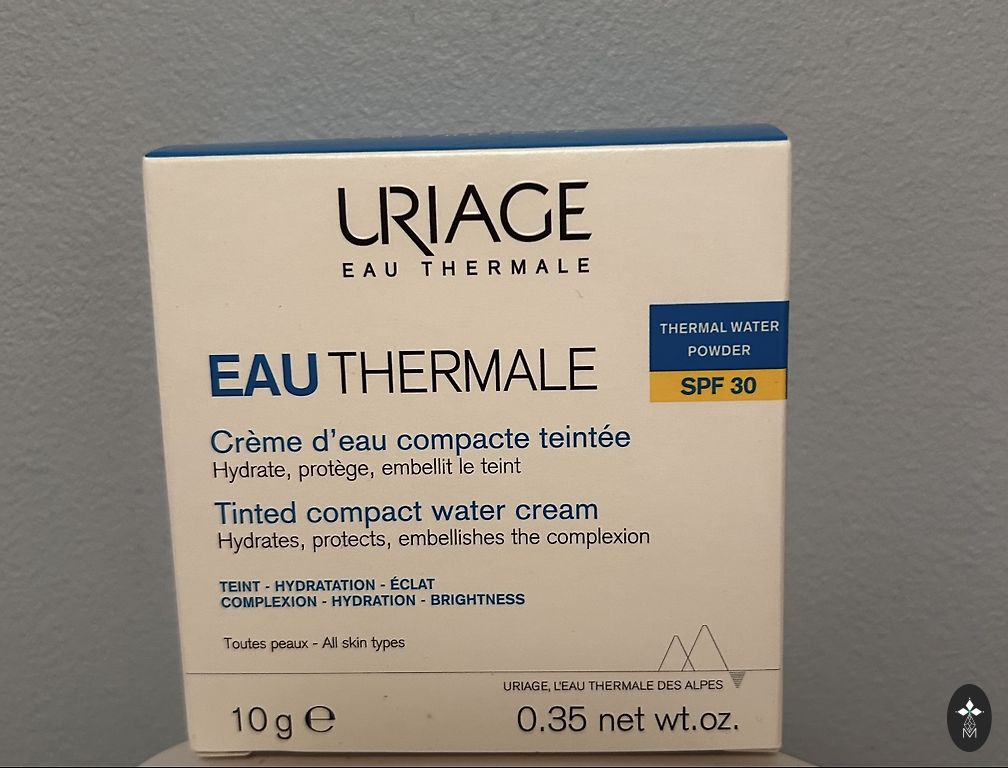 URIAGE
EAU THERMALE
THERMAL WATER
POWDER
SPF 30
EAU THERMALE
Crème d'eau compacte teintée
Hydrate, protège, embellit le teint
Tinted compact water cream
Hydrates, protects, embellishes the complexion
TEINT - HYDRATATION - ÉCLAT
COMPLEXION - HYDRATION - BRIGHTNESS
Toutes peaux - All skin types
URIAGE, L'EAU THERMALE DES ALPES
10 g ℮
0.35 net wt.oz.
M